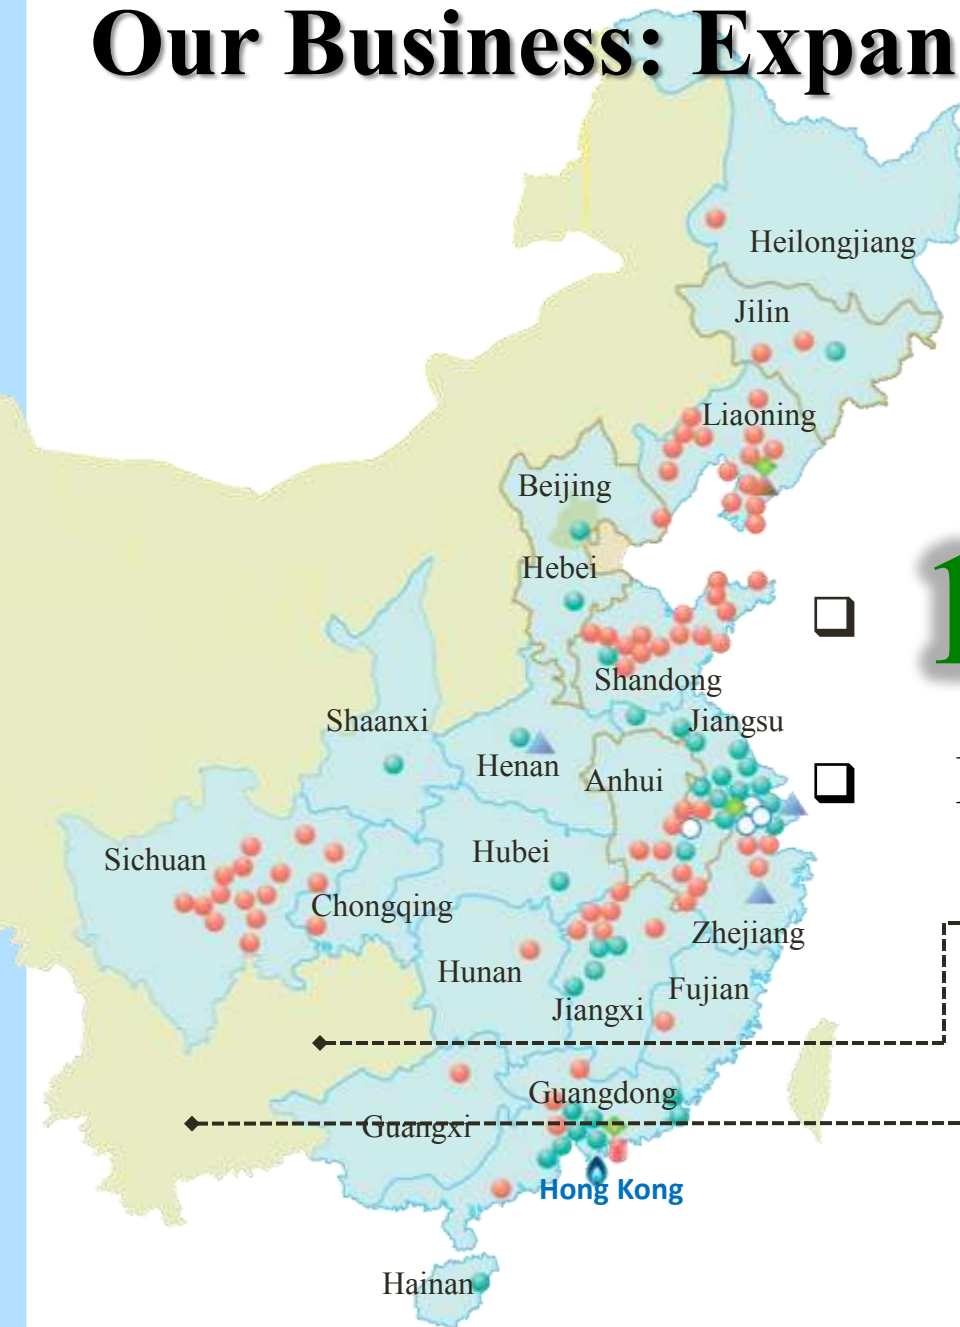 Our Business: Expan
Heilongjiang
Jilin
Liaoning
Beijing
Hebei
Shandong
Shaanxi
Jiangsu
Henan
Anhui
Sichuan
Hubei
Chongqing
Zhejiang
Hunan
Fujian
Jiangxi
Guangdong
Guangxi
Hong Kong
Hainan